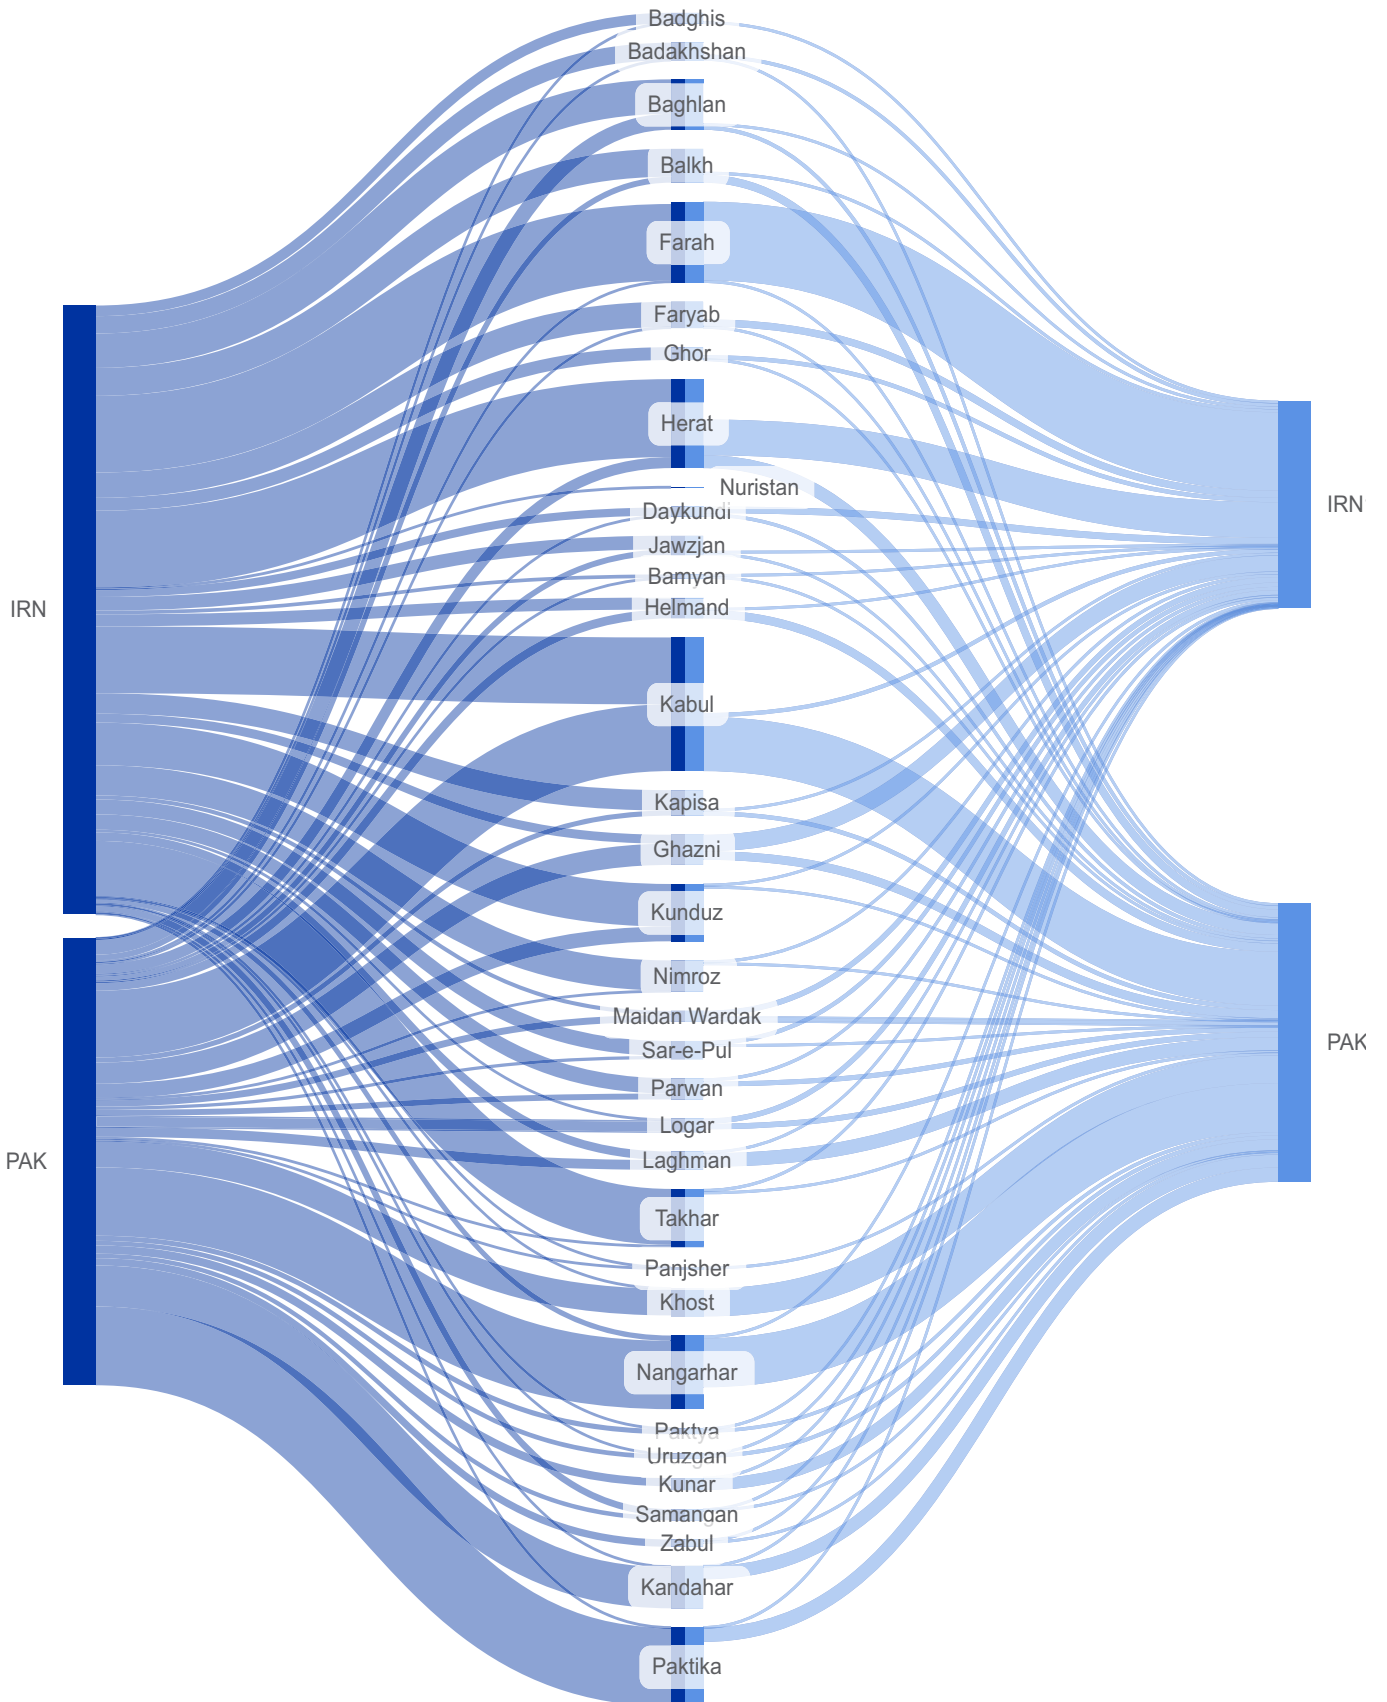 Badghis
Badakhshan
Baghlan
Balkh
Farah
Faryab
Ghor
Herat
Nuristan
IRN
Daykundi
Jawzjan
Bamyan
Helmand
IRN
Kabul
Kapisa
Ghazni
Kunduz
Nimroz
Maidan Wardak
PAK
Sar-e-Pul
Parwan
Logar
PAK
Laghman
Takhar
Panjsher
Khost
Nangarhar
Paktya
Uruzgan
Kunar
Samangan
Zabul
Kandahar
Paktika